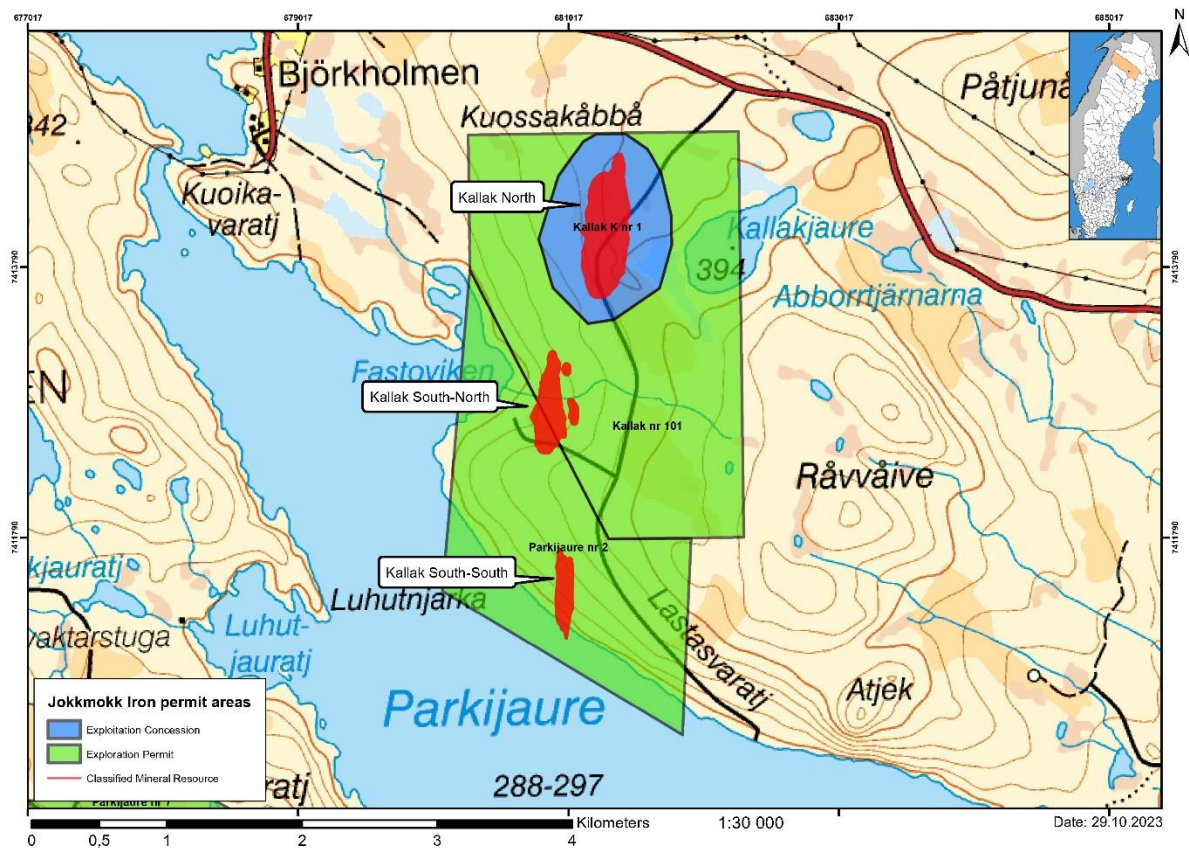 677017
679017
681017
683017
685017
N
Björkholmen
Påtjunå
342
Kuossakåbbå
Kuoika-
varatj
Kallak North
Kallak K nr 1
Kallakjaure
394
7413790
7413790
Abborrtjärnarna
Fastoviken
EN
Kallak South-North
Kallak nr 101
Råvvåive
7411790
7411790
Parkijaure nr 2
kjauratj
Kallak South-South
Luhutnjarka
Lastasvaratj
vaktarstuga
Luhut-
jauratj
Atjek
Parkijaure
Jokkmokk Iron permit areas
Exploitation Concession
Exploration Permit
Classified Mineral Resource
ratj
288-297
Parkijaure nr 7
Kilometers
1:30 000
Date: 29.10.2023
0 0,5 1 2 3 4